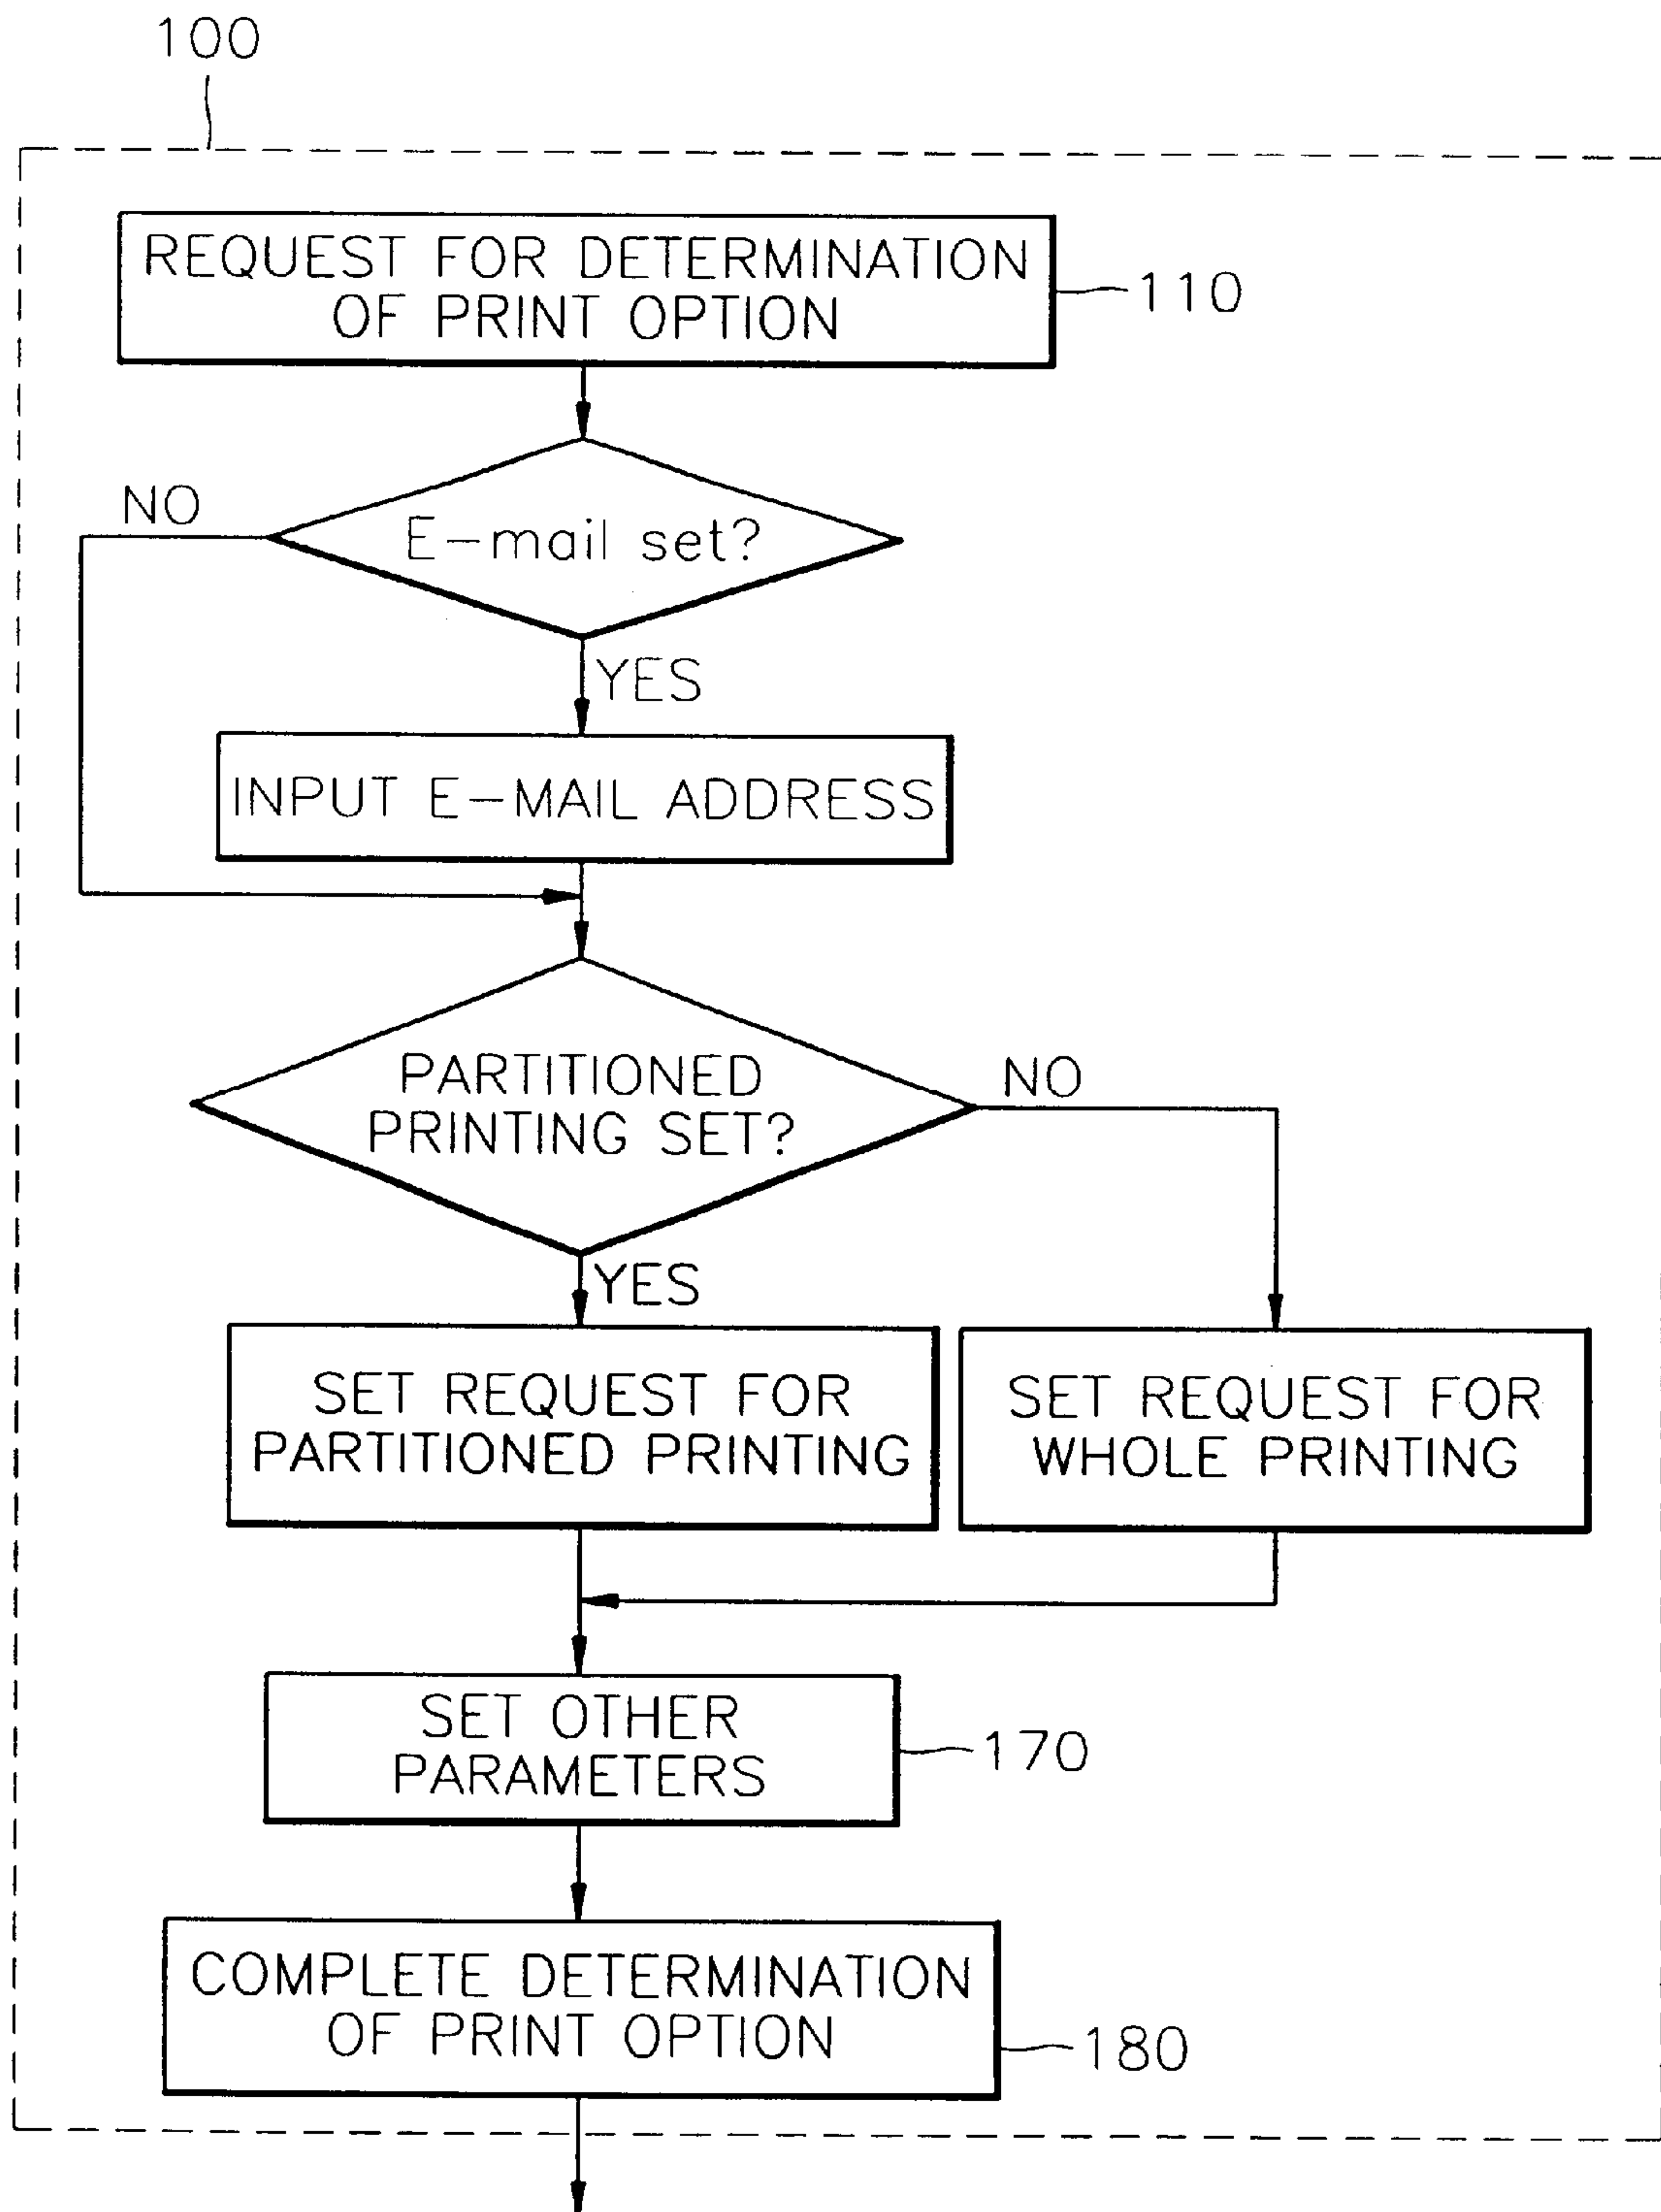 100
REQUEST FOR DETERMINATION
OF PRINT OPTION
110
NO
E-mail set?
YES
INPUT E-MAIL ADDRESS
PARTITIONED
PRINTING SET?
NO
YES
SET REQUEST FOR
PARTITIONED PRINTING
SET REQUEST FOR
WHOLE PRINTING
SET OTHER
PARAMETERS
170
COMPLETE DETERMINATION
OF PRINT OPTION
180